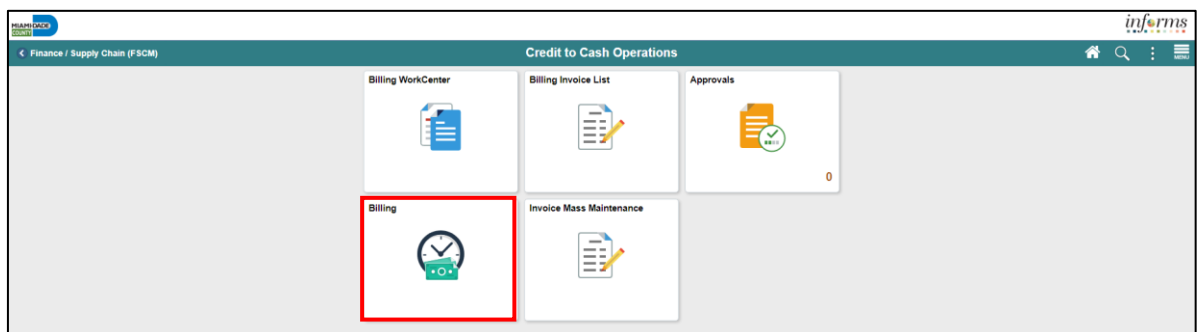 MIAMI-DADE
COUNTY
informs
Finance / Supply Chain (FSCM)
Credit to Cash Operations
MENU
Billing WorkCenter
Billing Invoice List
Approvals
0
Billing
Invoice Mass Maintenance